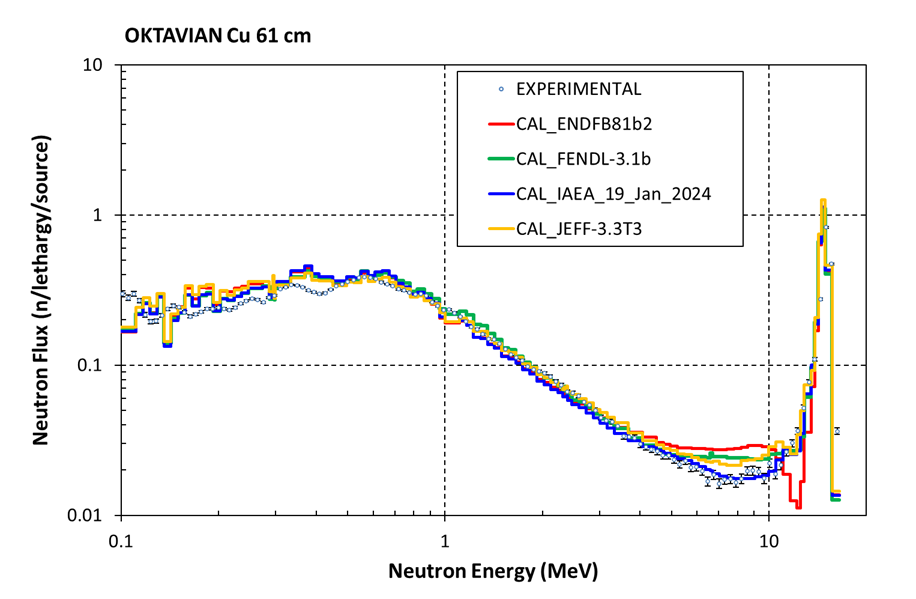 OKTAVIAN Cu 61 cm
10
1
0.1
0.01
Neutron Flux (n/lethargy/source)
EXPERIMENTAL
CAL_ENDFB81b2
CAL_FENDL-3.1b
CAL_IAEA_19_Jan_2024
CAL_JEFF-3.3T3
0.1
1
10
Neutron Energy (MeV)